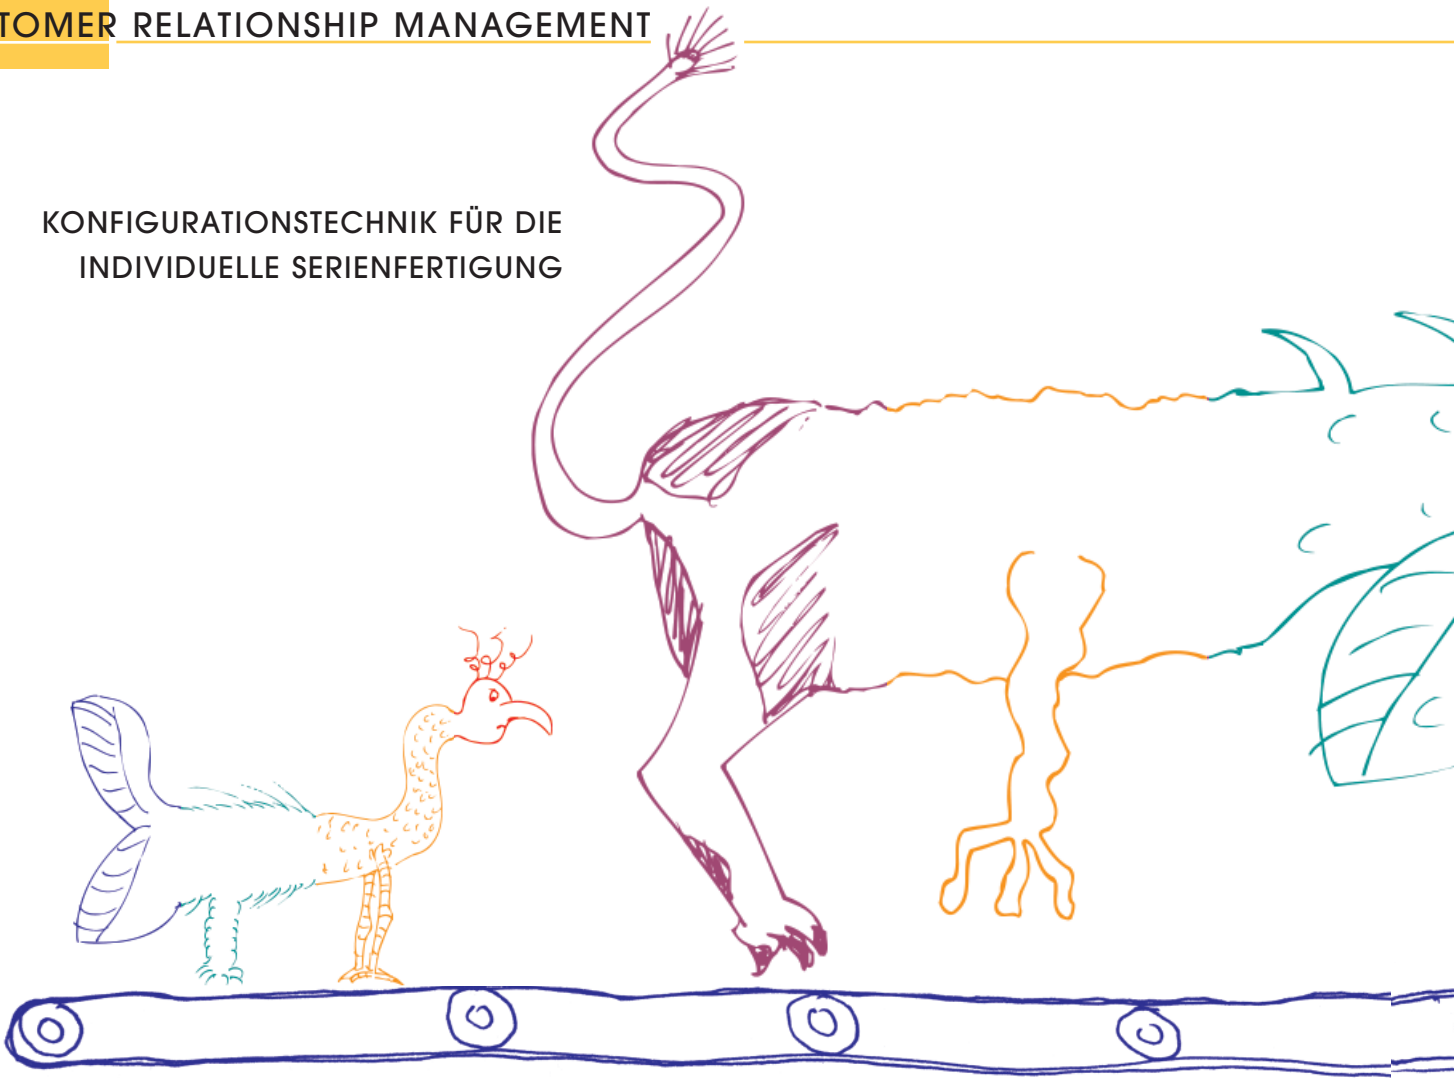 TOMER RELATIONSHIP MANAGEMENT
KONFIGURATIONSTECHNIK FÜR DIE
INDIVIDUELLE SERIENFERTIGUNG